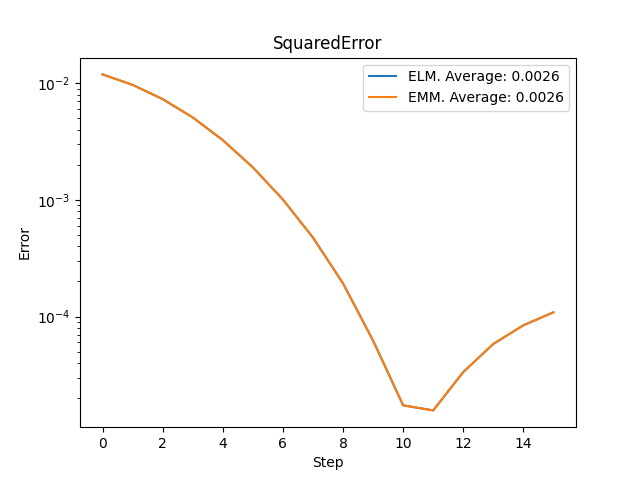 SquaredError
ELM. Average: 0.0026
EMM. Average: 0.0026
10⁻²
10⁻³
10⁻⁴
Error
0 2 4 6 8 10 12 14
Step